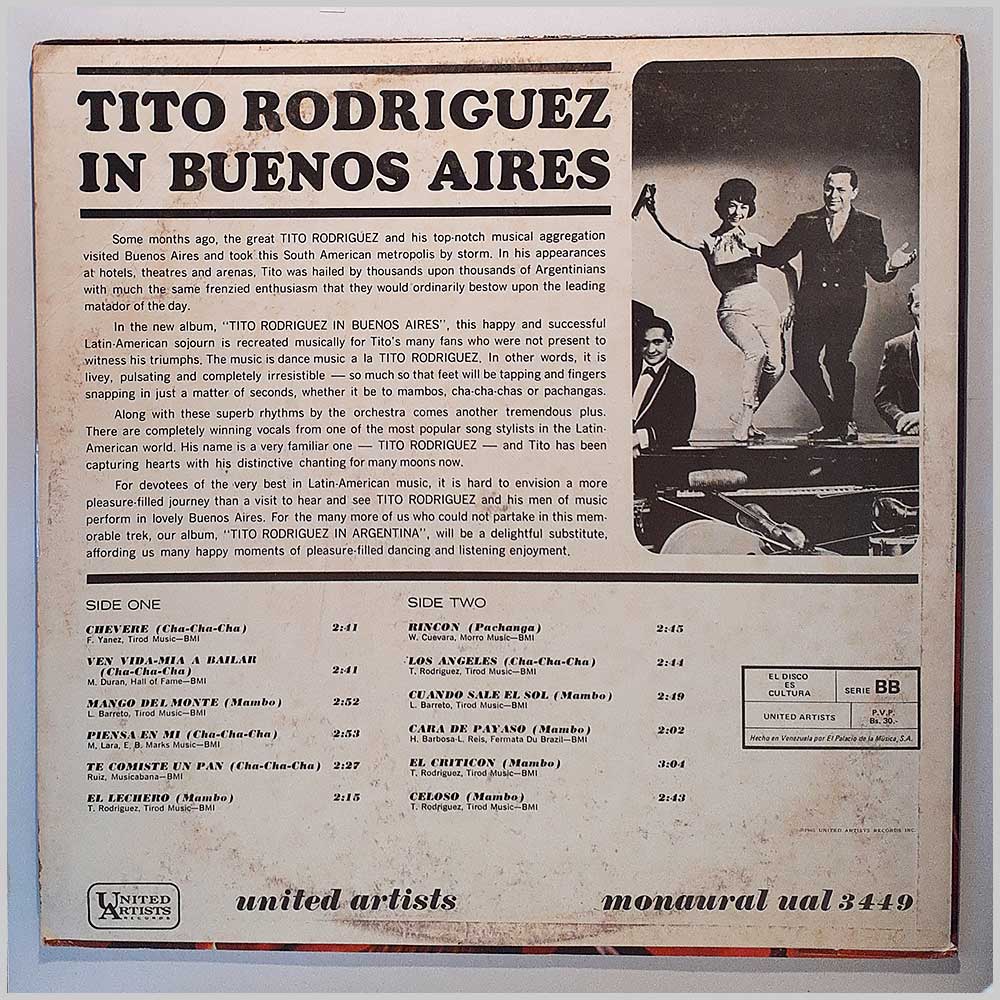 TITO RODRIGUEZ
IN BUENOS AIRES
Some months ago, the great TITO RODRIGUEZ and his top-notch musical aggregation
visited Buenos Aires and took this South American metropolis by storm. In his appearances
at hotels, theatres and arenas, Tito was hailed by thousands upon thousands of Argentinians
with much the same frenzied enthusiasm that they would ordinarily bestow upon the leading
matador of the day.
In the new album, "TITO RODRIGUEZ IN BUENOS AIRES", this happy and successful
Latin-American sojourn is recreated musically for Tito's many fans who were not present to
witness his triumphs. The music is dance music a la TITO RODRIGUEZ. In other words, it is
livey, pulsating and completely irresistible — so much so that feet will be tapping and fingers
snapping in just a matter of seconds, whether it be to mambos, cha-cha-chas or pachangas.
Along with these superb rhythms by the orchestra comes another tremendous plus.
There are completely winning vocals from one of the most popular song stylists in the Latin-
American world. His name is a very familiar one — TITO RODRIGUEZ — and Tito has been
capturing hearts with his distinctive chanting for many moons now.
For devotees of the very best in Latin-American music, it is hard to envision a more
pleasure-filled journey than a visit to hear and see TITO RODRIGUEZ and his men of music
perform in lovely Buenos Aires. For the many more of us who could not partake in this mem-
orable trek, our album, "TITO RODRIGUEZ IN ARGENTINA", will be a delightful substitute,
affording us many happy moments of pleasure-filled dancing and listening enjoyment.
SIDE ONE
CHEVERE (Cha-Cha-Cha) 2:41
F. Yanez, Tirod Music—BMI
VEN VIDA-MIA A BAILAR
(Cha-Cha-Cha) 2:41
M. Duran, Hall of Fame—BMI
MANGO DEL MONTE (Mambo) 2:52
L. Barreto, Tirod Music—BMI
PIENSA EN MI (Cha-Cha-Cha) 2:53
M. Lara, E. B. Marks Music—BMI
TE COMISTE UN PAN (Cha-Cha-Cha) 2:27
Ruiz, Musicabana—BMI
EL LECHERO (Mambo) 2:15
T. Rodriguez, Tirod Music—BMI
SIDE TWO
RINCON (Pachanga) 2:45
W. Guevara, Morro Music—BMI
LOS ANGELES (Cha-Cha-Cha) 2:44
T. Rodriguez, Tirod Music—BMI
CUANDO SALE EL SOL (Mambo) 2:49
L. Barreto, Tirod Music—BMI
CARA DE PAYASO (Mambo) 2:02
H. Barbosa-L. Reis, Fermata Du Brazil—BMI
EL CRITICON (Mambo) 3:04
T. Rodriguez, Tirod Music—BMI
CELOSO (Mambo) 2:43
T. Rodriguez, Tirod Music—BMI
EL DISCO
ES
CULTURA
SERIE BB
UNITED ARTISTS
P.V.P.
Bs. 30.-
Hecho en Venezuela por El Palacio de la Música, S.A.
UNITED ARTISTS RECORDS INC.
UNITED
ARTISTS
RECORDS
united artists
monaural ual 3449